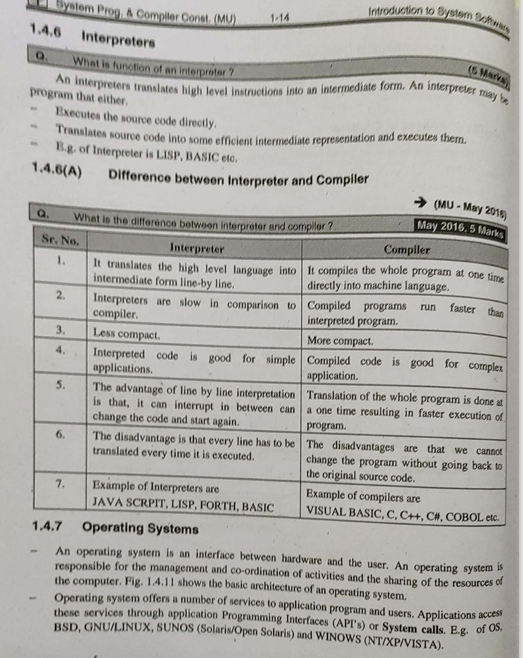 System Prog. & Compiler Const. (MU)
1-14
Introduction to System Software
1.4.6 Interpreters
Q. What is function of an interpreter ?
(5 Marks)
An interpreters translates high level instructions into an intermediate form. An interpreter may be
program that either.
– Executes the source code directly.
– Translates source code into some efficient intermediate representation and executes them.
– E.g. of Interpreter is LISP, BASIC etc.
1.4.6(A) Difference between Interpreter and Compiler
→ (MU - May 2016)
Q. What is the difference between interpreter and compiler ?
May 2016, 5 Marks
Sr. No. Interpreter Compiler
1. It translates the high level language into It compiles the whole program at one time
intermediate form line-by line. directly into machine language.
2. Interpreters are slow in comparison to Compiled programs run faster than
compiler. interpreted program.
3. Less compact. More compact.
4. Interpreted code is good for simple Compiled code is good for complex
applications. application.
5. The advantage of line by line interpretation Translation of the whole program is done at
is that, it can interrupt in between can a one time resulting in faster execution of
change the code and start again. program.
6. The disadvantage is that every line has to be The disadvantages are that we cannot
translated every time it is executed. change the program without going back to
the original source code.
7. Example of Interpreters are Example of compilers are
JAVA SCRPIT, LISP, FORTH, BASIC VISUAL BASIC, C, C++, C#, COBOL etc.
1.4.7 Operating Systems
– An operating system is an interface between hardware and the user. An operating system is
responsible for the management and co-ordination of activities and the sharing of the resources of
the computer. Fig. 1.4.11 shows the basic architecture of an operating system.
– Operating system offers a number of services to application program and users. Applications access
these services through application Programming Interfaces (API's) or System calls. E.g. of OS.
BSD, GNU/LINUX, SUNOS (Solaris/Open Solaris) and WINOWS (NT/XP/VISTA).